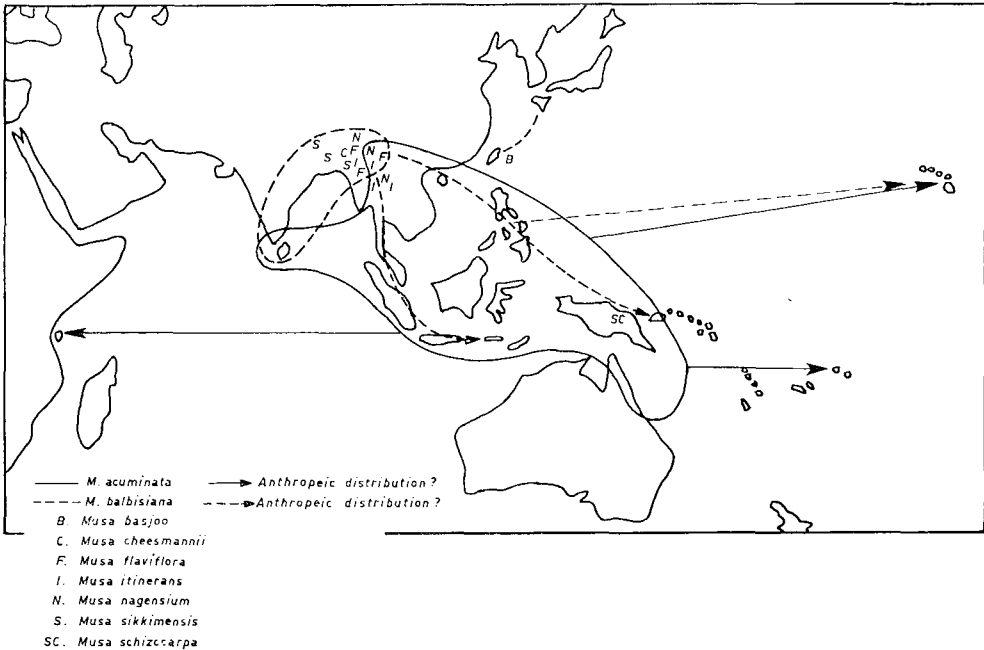 S
N
S
C
F
N
F
S
I
I
F
I
N
I
B
SC
M. acuminata Anthropeic distribution?
M. balbisiana Anthropeic distribution?
B. Musa basjoo
C. Musa cheesmannii
F. Musa flaviflora
I. Musa itinerans
N. Musa nagensium
S. Musa sikkimensis
SC. Musa schizocarpa